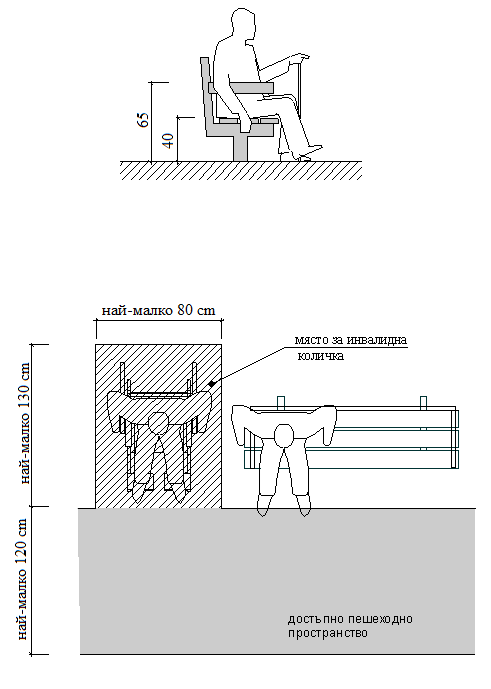 65
40
най-малко 80 cm
място за инвалидна
количка
най-малко 130 cm
най-малко 120 cm
достъпно пешеходно
пространство